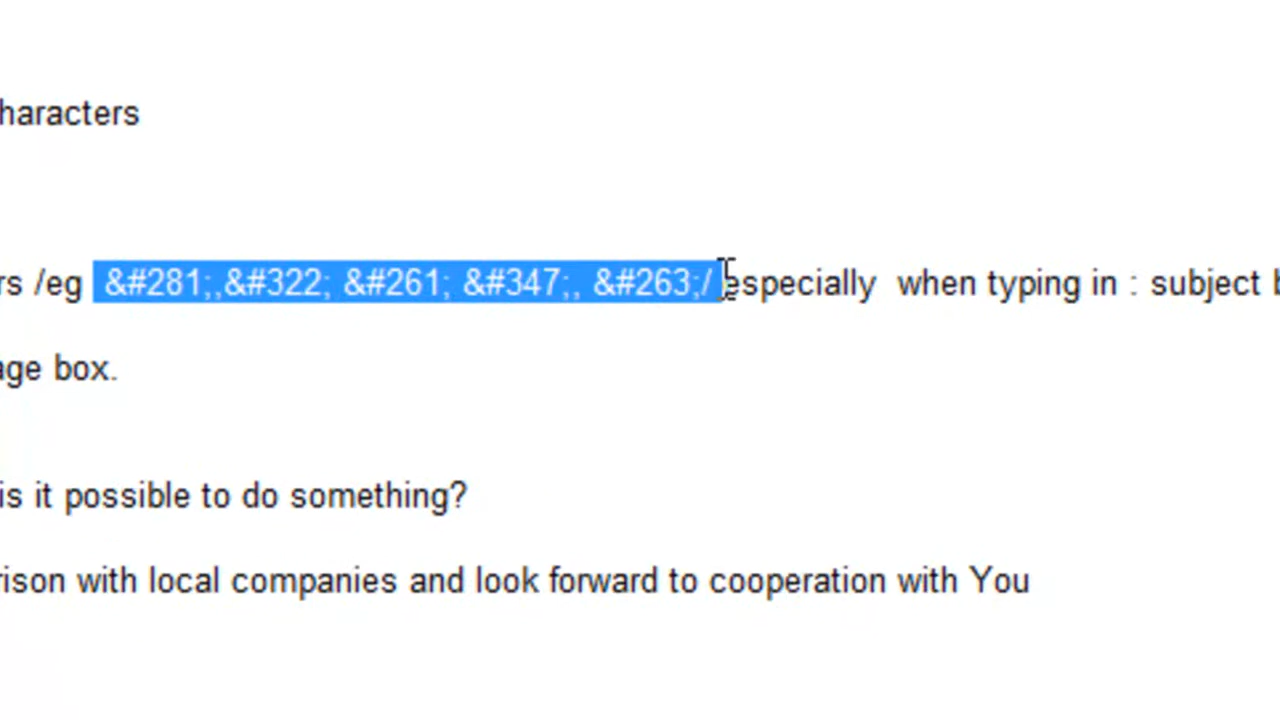 haracters
rs /eg &#281;,&#322; &#261; &#347;, &#263;/ especially when typing in : subject b
age box.
is it possible to do something?
rison with local companies and look forward to cooperation with You